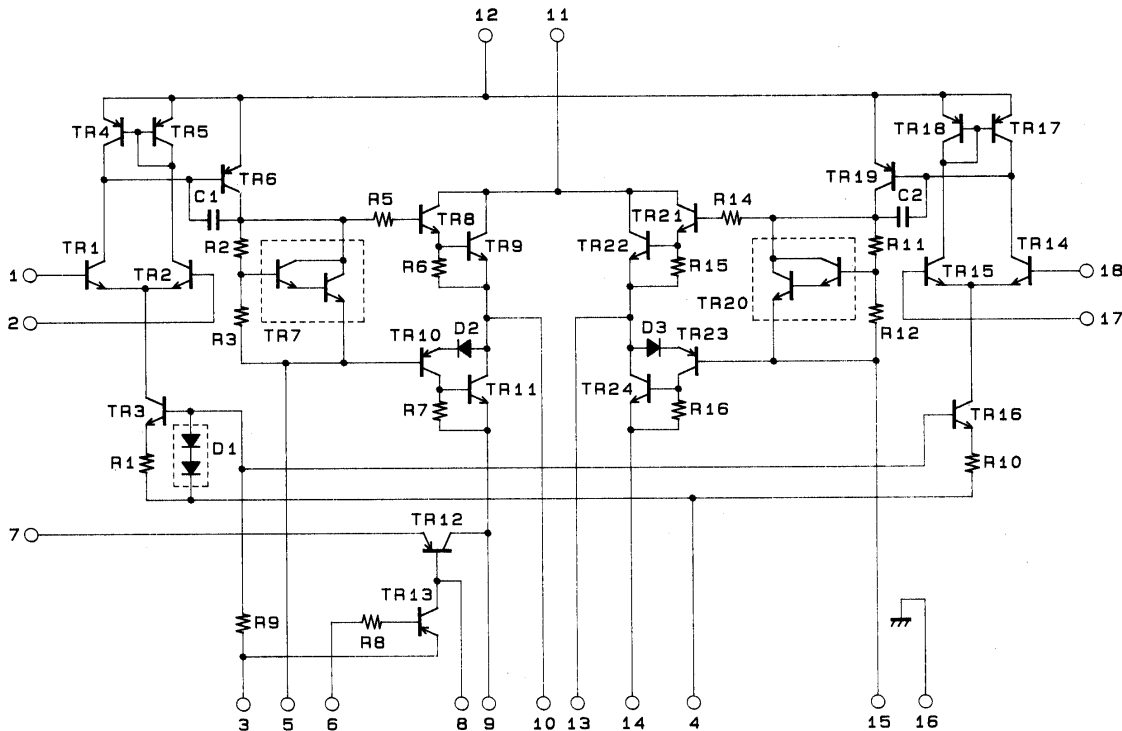 12 11
TR4 TR5 TR18 TR17
TR6 TR19
C1 C2
R5 TR8 TR21 R14
R2 TR9 TR22 R11
TR1 TR2 R6 R15 TR15 TR14
1 18
TR7 TR20
2 17
R3 TR10 D2 D3 TR23 R12
TR11 TR24
TR3 R7 R16 TR16
R1 D1 R10
7 TR12
TR13
R9 R8
3 5 6 8 9 10 13 14 4 15 16